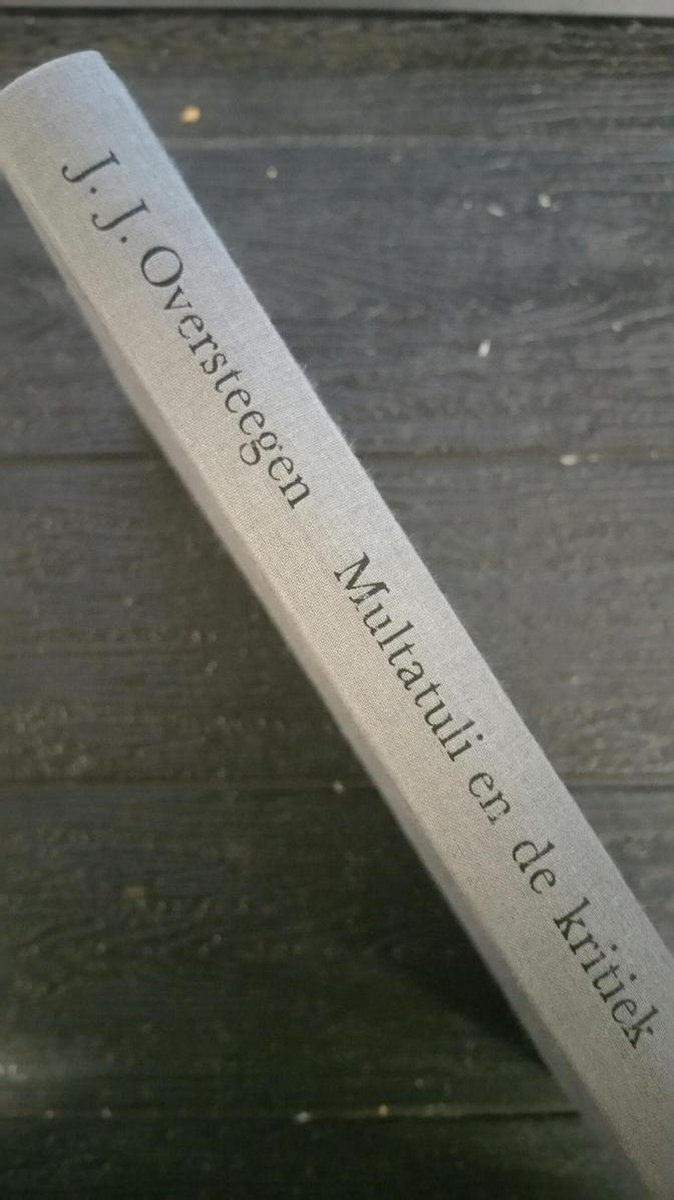 J. J. Oversteegen Multatuli en de kritiek